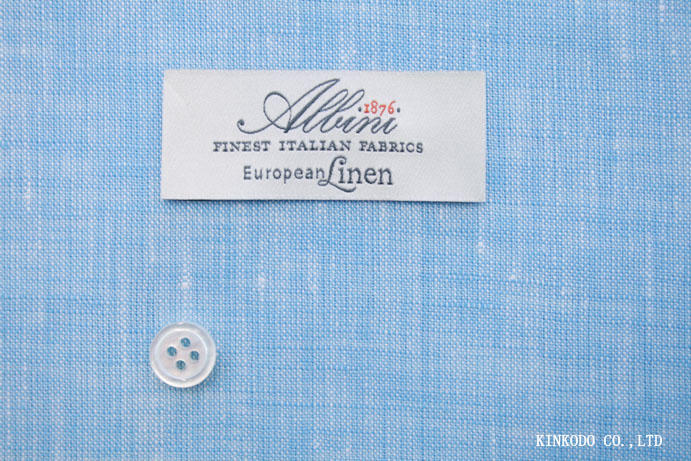 Albini
·1876·
FINEST ITALIAN FABRICS
European Linen
KINKODO CO.,LTD